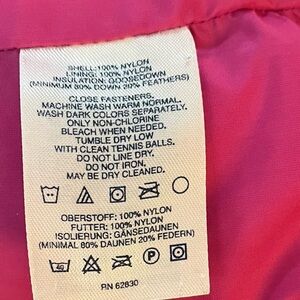 SHELL: 100% NYLON
LINING: 100% NYLON
INSULATION: GOOSEDOWN
(MINIMUM 80% DOWN 20% FEATHERS)
CLOSE FASTENERS.
MACHINE WASH WARM NORMAL.
WASH DARK COLORS SEPARATELY.
ONLY NON-CHLORINE
BLEACH WHEN NEEDED.
TUMBLE DRY LOW
WITH CLEAN TENNIS BALLS.
DO NOT LINE DRY.
DO NOT IRON.
MAY BE DRY CLEANED.
OBERSTOFF: 100% NYLON
FUTTER: 100% NYLON
ISOLIERUNG: GÄNSEDAUNEN
(MINIMAL 80% DAUNEN 20% FEDERN)
40 P
RN 62830